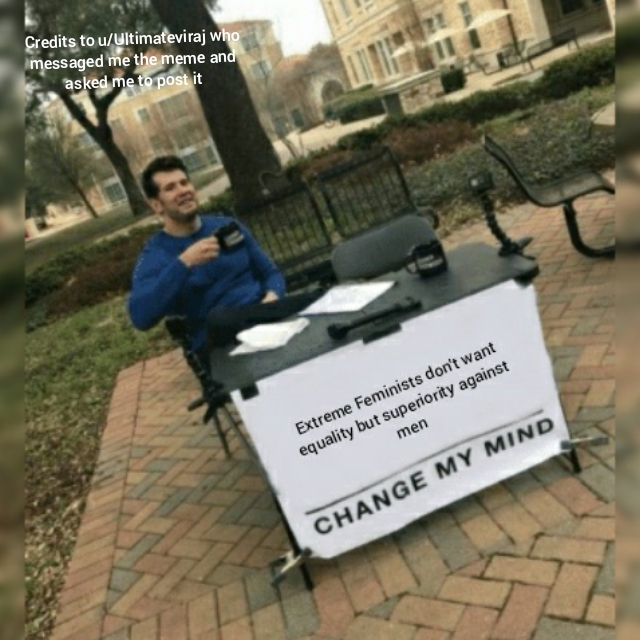 Credits to u/Ultimateviraj who
messaged me the meme and
asked me to post it
Extreme Feminists don't want
equality but superiority against
men
CHANGE MY MIND